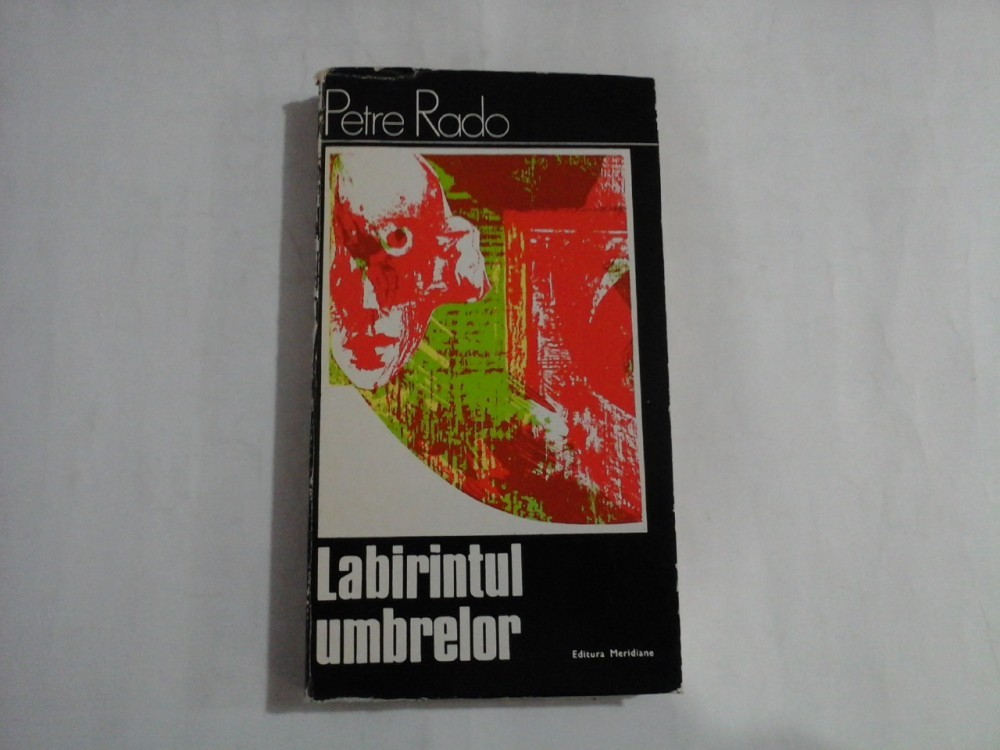 Petre Rado
Labirintul
umbrelor
Editura Meridiane